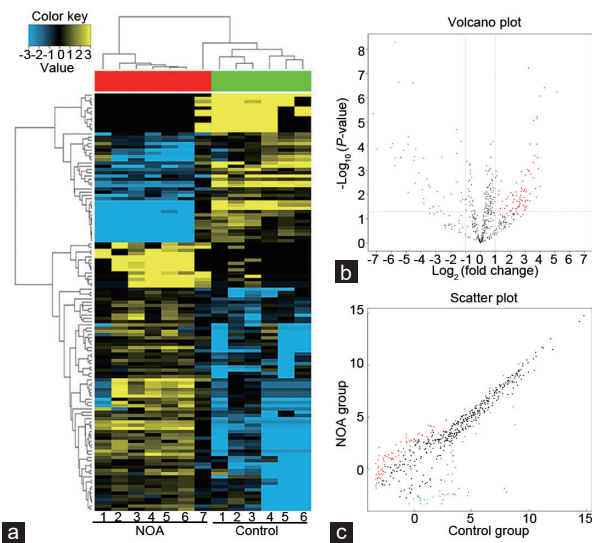 Color key
-3-2-1 0 1 2 3
Value
1 2 3 4 5 6 7 1 2 3 4 5 6
NOA Control
a
Volcano plot
-Log10 (P-value)
8
7
6
5
4
3
2
1
0
-7 -6 -5 -4 -3 -2 -1 0 1 2 3 4 5 6 7
Log2 (fold change)
b
Scatter plot
NOA group
15
10
5
0
0 5 10 15
Control group
c